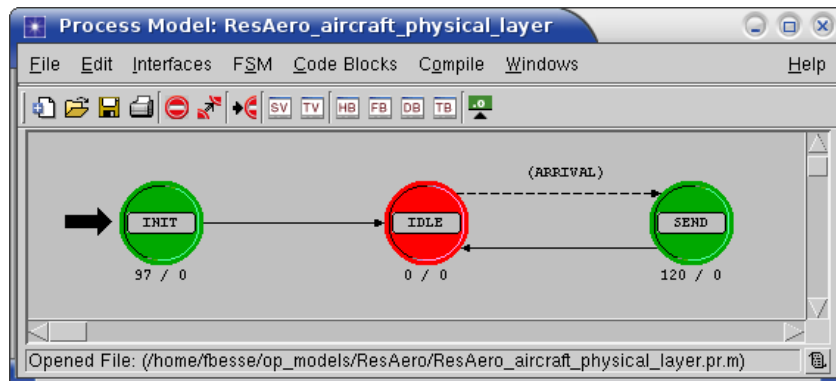 Process Model: ResAero_aircraft_physical_layer
File Edit Interfaces FSM Code Blocks Compile Windows Help
SV TV HB FB DB TB .0
(ARRIVAL)
INIT IDLE SEND
97 / 0 0 / 0 120 / 0
Opened File: (/home/fbesse/op_models/ResAero/ResAero_aircraft_physical_layer.pr.m)